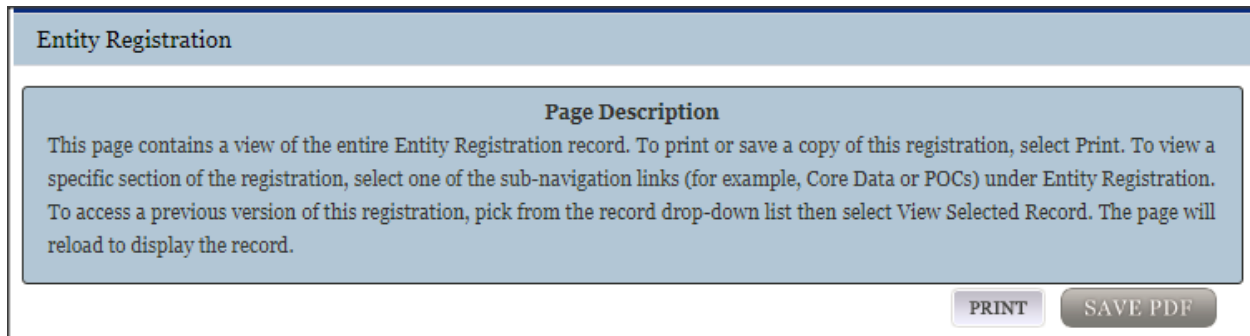 Entity Registration
Page Description
This page contains a view of the entire Entity Registration record. To print or save a copy of this registration, select Print. To view a
specific section of the registration, select one of the sub-navigation links (for example, Core Data or POCs) under Entity Registration.
To access a previous version of this registration, pick from the record drop-down list then select View Selected Record. The page will
reload to display the record.
PRINT
SAVE PDF